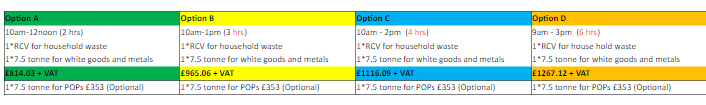 Option A
10am-12noon (2 hrs)
1*RCV for household waste
1*7.5 tonne for white goods and metals
£814.03 + VAT
1*7.5 tonne for POPs £353 (Optional)
Option B
10am-1pm (3 hrs)
1*RCV for household waste
1*7.5 tonne for white goods and metals
£965.06 + VAT
1*7.5 tonne for POPs £353 (Optional)
Option C
10am - 2pm  (4 hrs)
1*RCV for household waste
1*7.5 tonne for white goods and metals
£1116.09 + VAT
1*7.5 tonne for POPs £353 (Optional)
Option D
9am - 3pm  (6 hrs)
1*RCV for house hold waste
1*7.5 tonne for white goods and metals
£1267.12 + VAT
1*7.5 tonne for POPs £353 (Optional)